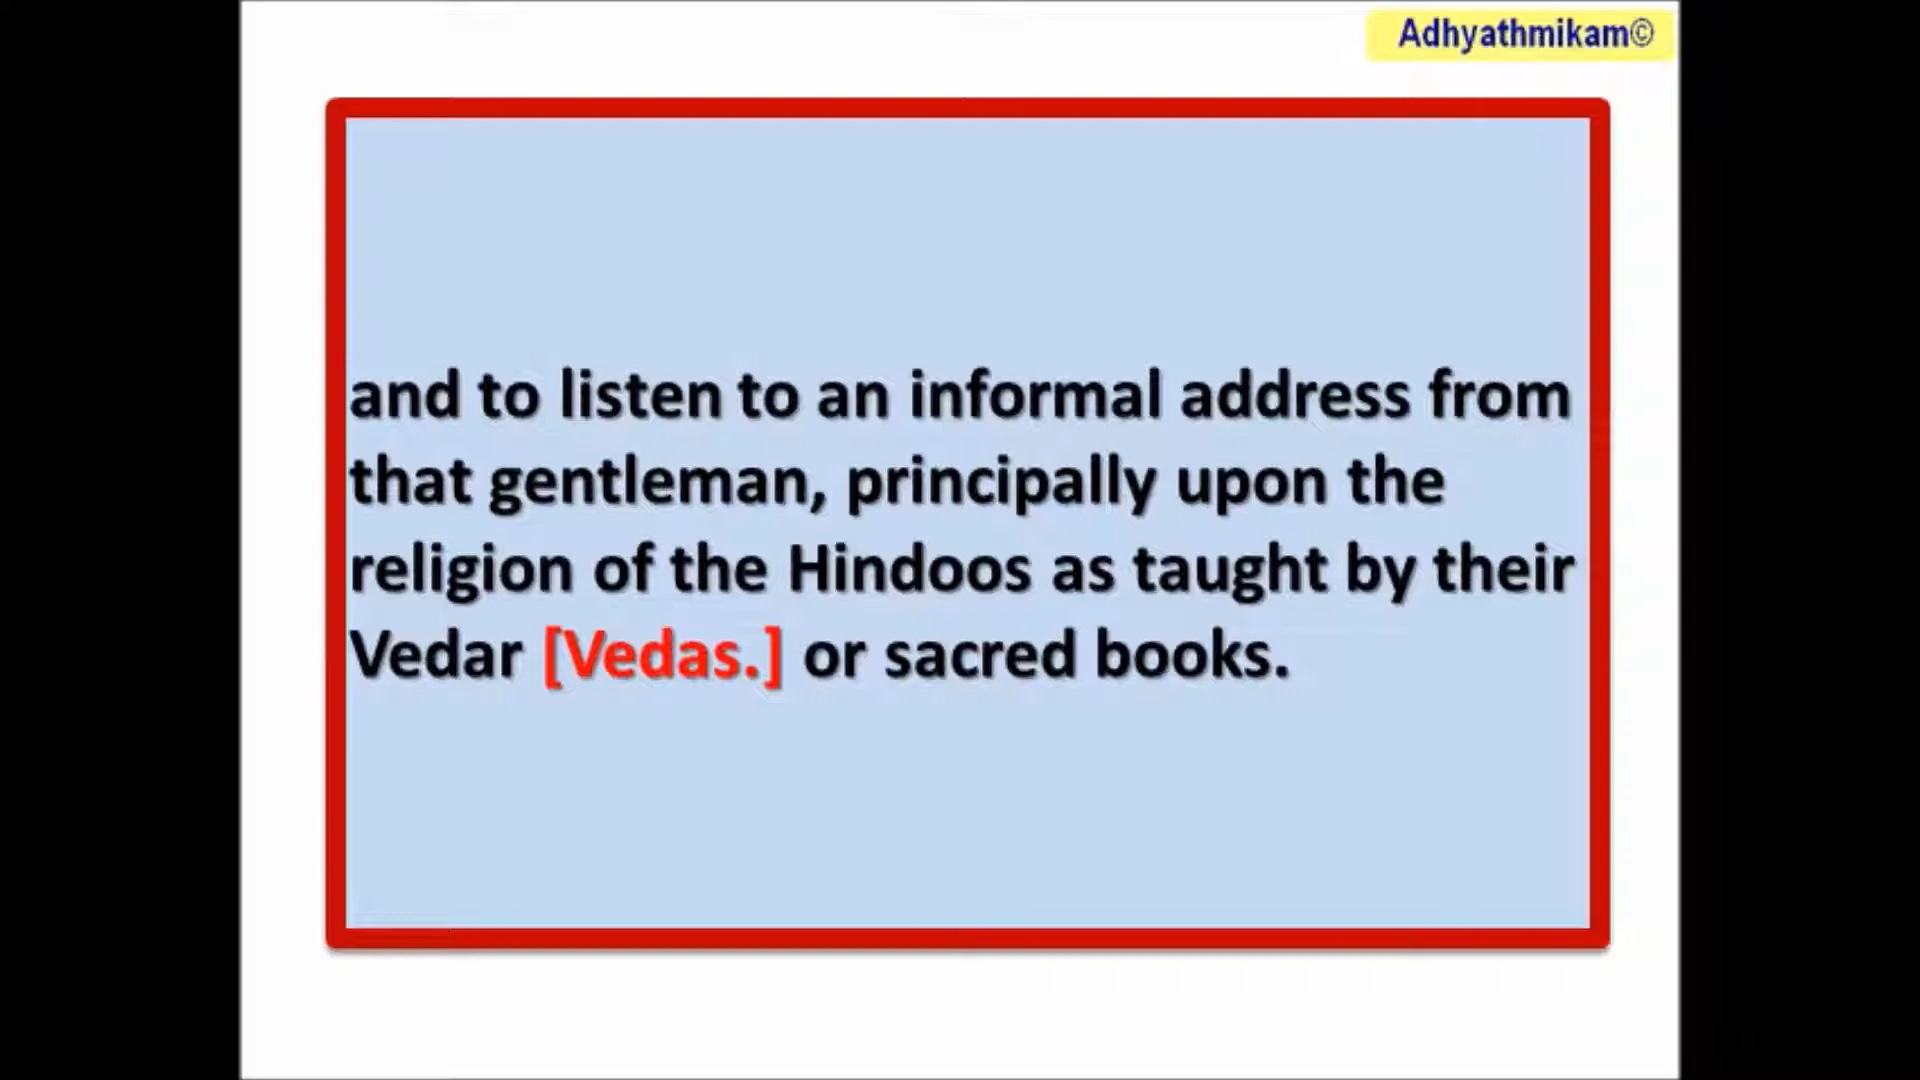 Adhyathmikam©
and to listen to an informal address from
that gentleman, principally upon the
religion of the Hindoos as taught by their
Vedar [Vedas.] or sacred books.